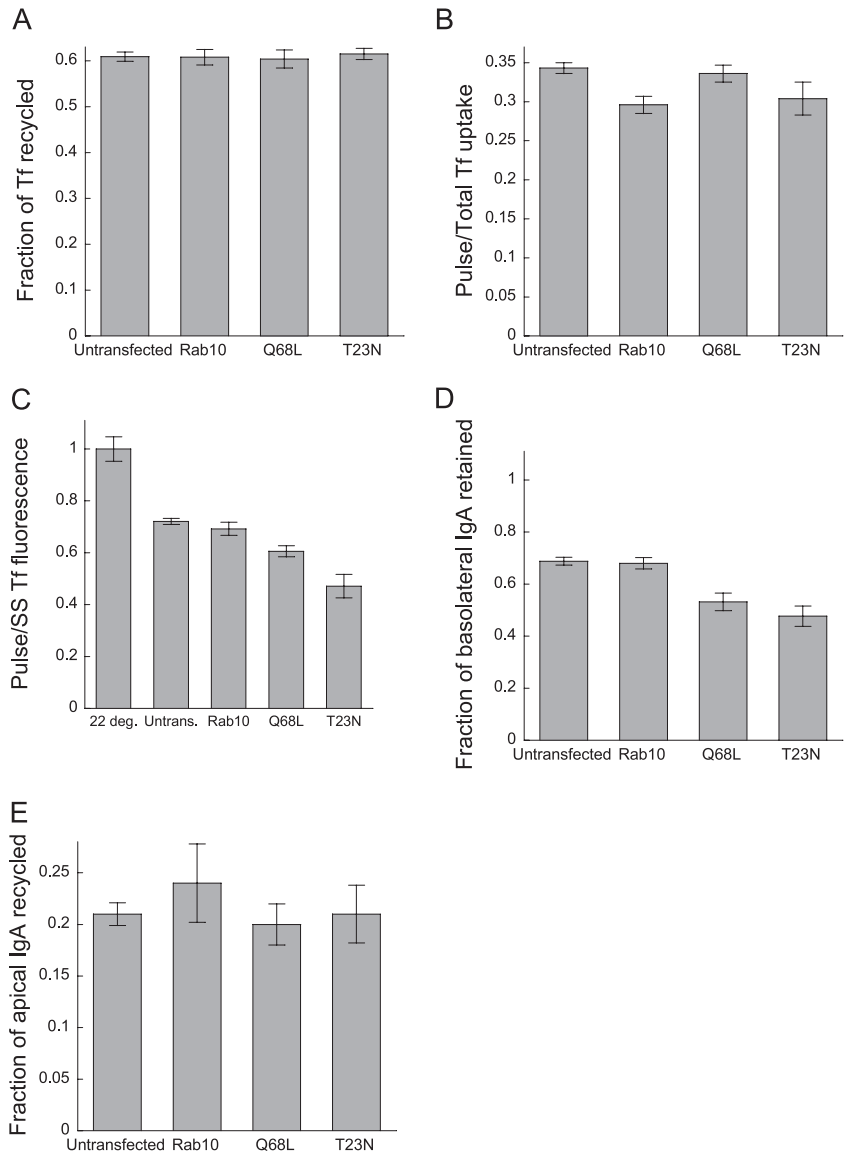 A
Fraction of Tf recycled
0.6
0.6
0.4
0.2
0.1
0
Untransfected Rab10 Q68L T23N
B
Pulse/Total Tf uptake
0.35
0.3
0.25
0.2
0.15
0.1
0.05
0
Untransfected Rab10 Q68L T23N
C
Pulse/SS Tf fluorescence
1
0.8
0.6
0.4
0.2
0
22 deg. Untrans. Rab10 Q68L T23N
D
Fraction of basolateral IgA retained
1
0.8
0.6
0.4
0.2
0
Untransfected Rab10 Q68L T23N
E
Fraction of apical IgA recycled
0.25
0.2
0.15
0.1
0.05
0
Untransfected Rab10 Q68L T23N